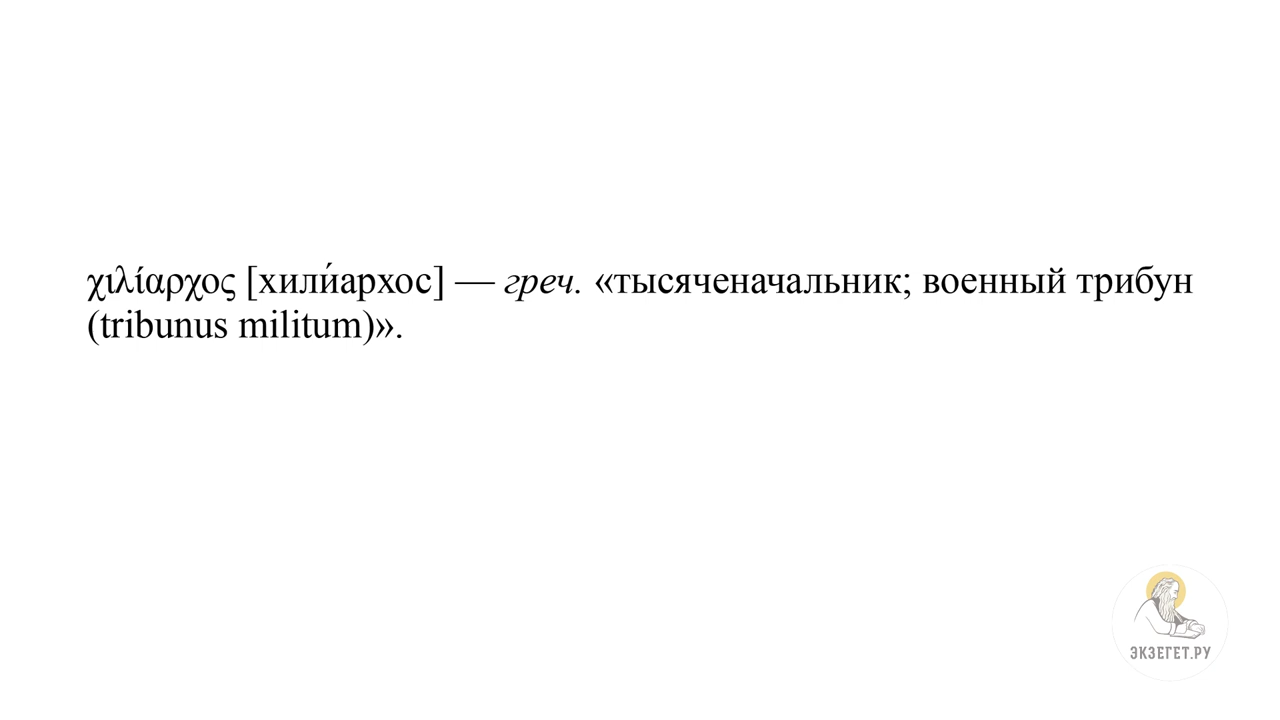 χιλίαρχος [хили́архос] — греч. «тысяченачальник; военный трибун
(tribunus militum)».
ЭКЗЕГЕТ.РУ